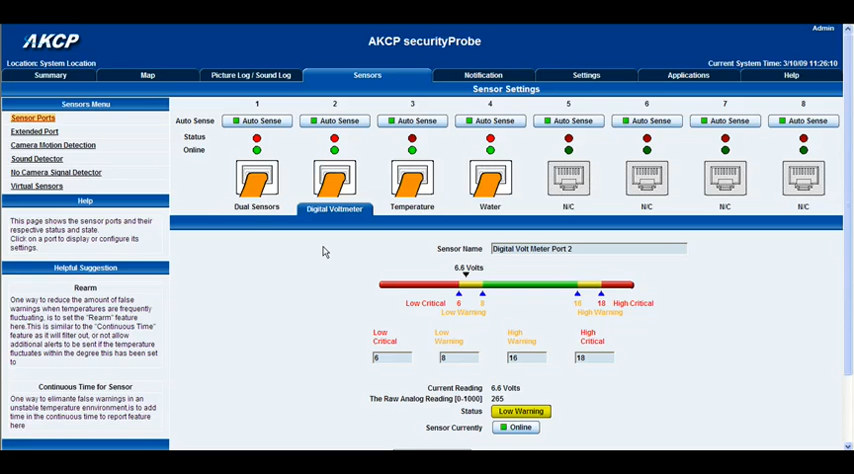 Admin
AKCP
AKCP securityProbe
Location: System Location
Current System Time: 3/10/09 11:26:10
Summary Map Picture Log / Sound Log Sensors Notification Settings Applications Help
Sensor Settings
Sensors Menu
Sensor Ports
Extended Port
Camera Motion Detection
Sound Detector
No Camera Signal Detector
Virtual Sensors
Help
This page shows the sensor ports and their
respective status and state.
Click on a port to display or configure its
settings.
Helpful Suggestion
Rearm
One way to reduce the amount of false
warnings when temperatures are frequently
fluctuating, is to set the "Rearm" feature
here.This is similar to the "Continuous Time"
feature as it will filter out, or not allow
additional alerts to be sent if the temperature
fluctuates within the degree this has been set
to
Continuous Time for Sensor
One way to elimante false warnings in an
unstable temperature ennvironment,is to add
time in the continuous time to report feature
here
1 2 3 4 5 6 7 8
Auto Sense Auto Sense Auto Sense Auto Sense Auto Sense Auto Sense Auto Sense Auto Sense Auto Sense
Status
Online
Dual Sensors Digital Voltmeter Temperature Water N/C N/C N/C N/C
Sensor Name Digital Volt Meter Port 2
6.6 Volts
Low Critical 6 8 16 18 High Critical
Low Warning High Warning
Low Low High High
Critical Warning Warning Critical
6 8 16 18
Current Reading 6.6 Volts
The Raw Analog Reading [0-1000] 265
Status Low Warning
Sensor Currently Online